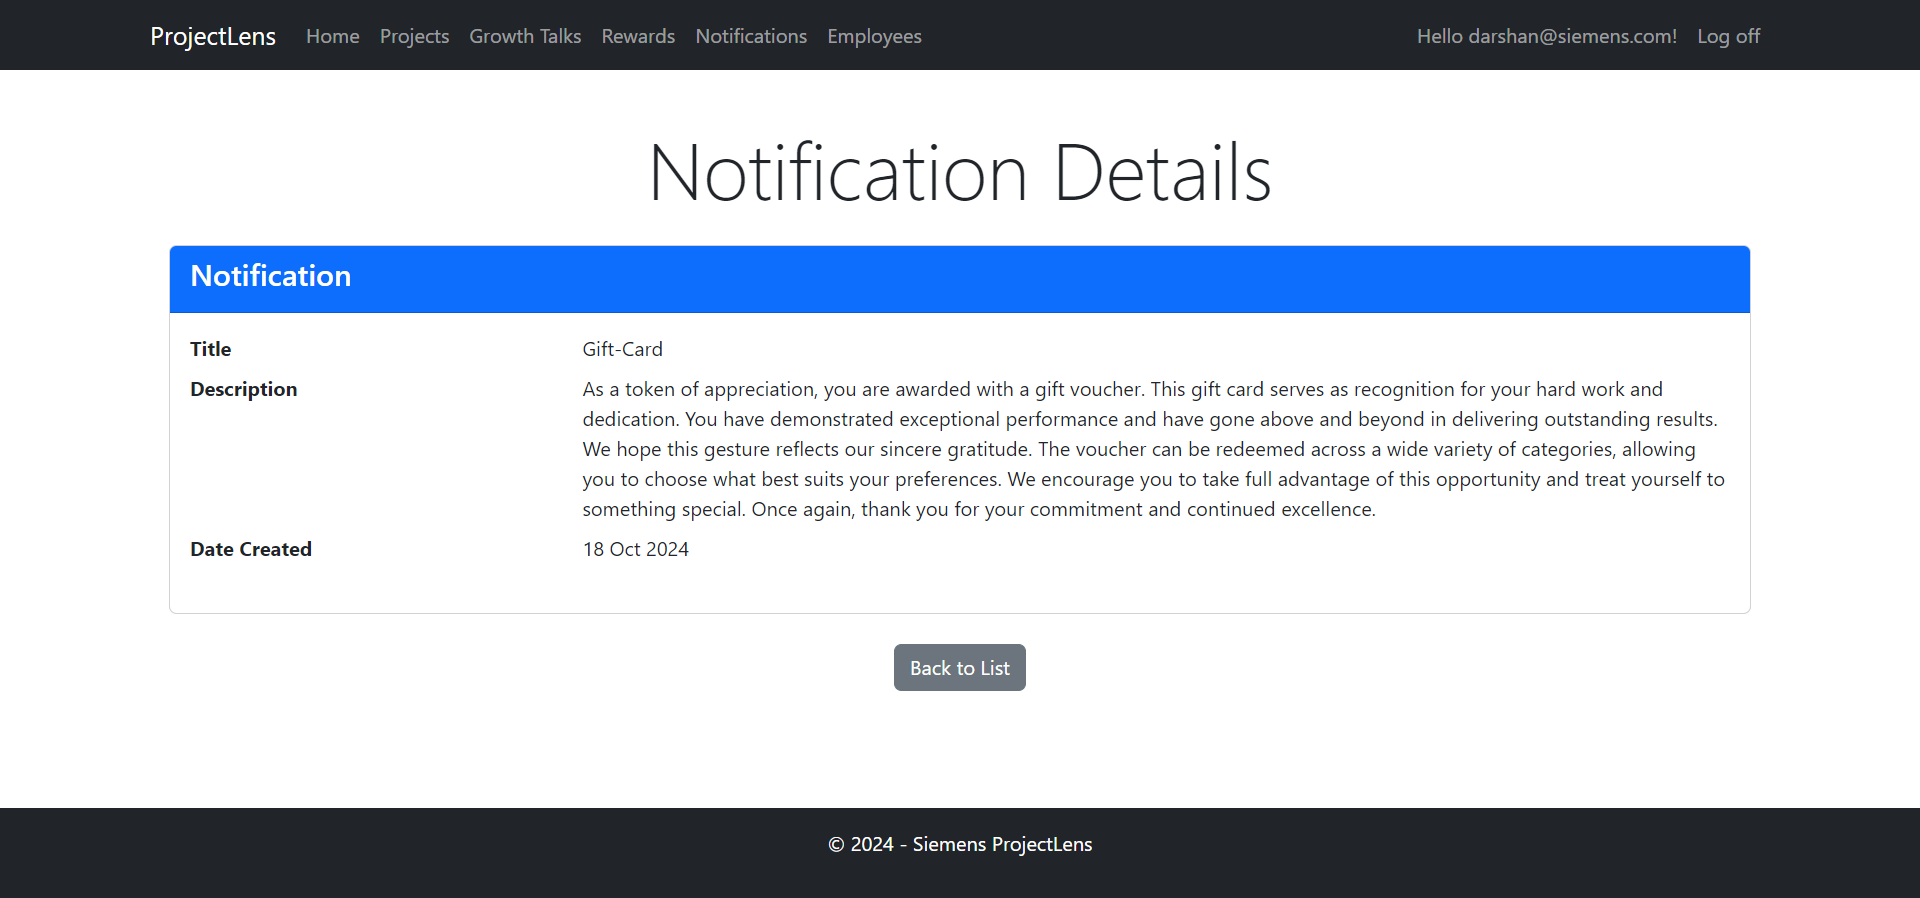 ProjectLens Home Projects Growth Talks Rewards Notifications Employees Hello darshan@siemens.com! Log off
Notification Details
Notification
Title Gift-Card
Description As a token of appreciation, you are awarded with a gift voucher. This gift card serves as recognition for your hard work and
dedication. You have demonstrated exceptional performance and have gone above and beyond in delivering outstanding results.
We hope this gesture reflects our sincere gratitude. The voucher can be redeemed across a wide variety of categories, allowing
you to choose what best suits your preferences. We encourage you to take full advantage of this opportunity and treat yourself to
something special. Once again, thank you for your commitment and continued excellence.
Date Created 18 Oct 2024
Back to List
© 2024 - Siemens ProjectLens